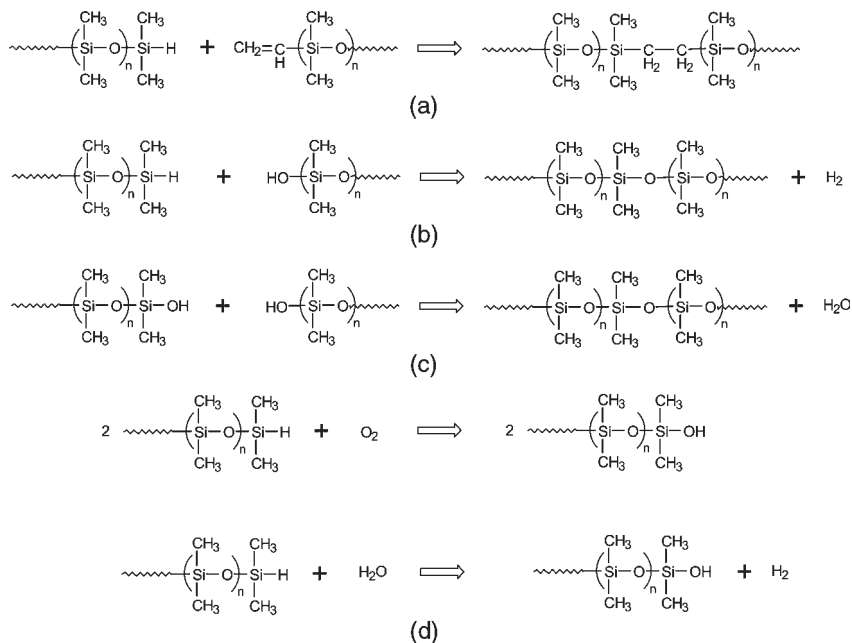 CH₃ CH₃ CH₃ CH₃ CH₃ CH₃
(Si—O)n Si—H + CH₂=C(Si—O)n ⇨ (Si—O)n Si—C—C—(Si—O)n
H H₂ H₂
CH₃ CH₃ CH₃ CH₃ CH₃ CH₃
(a)
CH₃ CH₃ CH₃ CH₃ CH₃ CH₃
(Si—O)n Si—H + HO(Si—O)n ⇨ (Si—O)n Si—O—(Si—O)n + H₂
CH₃ CH₃ CH₃ CH₃ CH₃ CH₃
(b)
CH₃ CH₃ CH₃ CH₃ CH₃ CH₃
(Si—O)n Si—OH + HO(Si—O)n ⇨ (Si—O)n Si—O—(Si—O)n + H₂O
CH₃ CH₃ CH₃ CH₃ CH₃ CH₃
(c)
CH₃ CH₃ CH₃ CH₃
2 (Si—O)n Si—H + O₂ ⇨ 2 (Si—O)n Si—OH
CH₃ CH₃ CH₃ CH₃
CH₃ CH₃ CH₃ CH₃
(Si—O)n Si—H + H₂O ⇨ (Si—O)n Si—OH + H₂
CH₃ CH₃ CH₃ CH₃
(d)